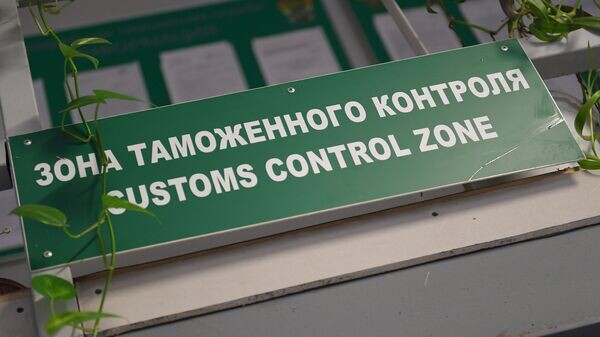 ЗОНА ТАМОЖЕННОГО КОНТРОЛЯ
CUSTOMS CONTROL ZONE